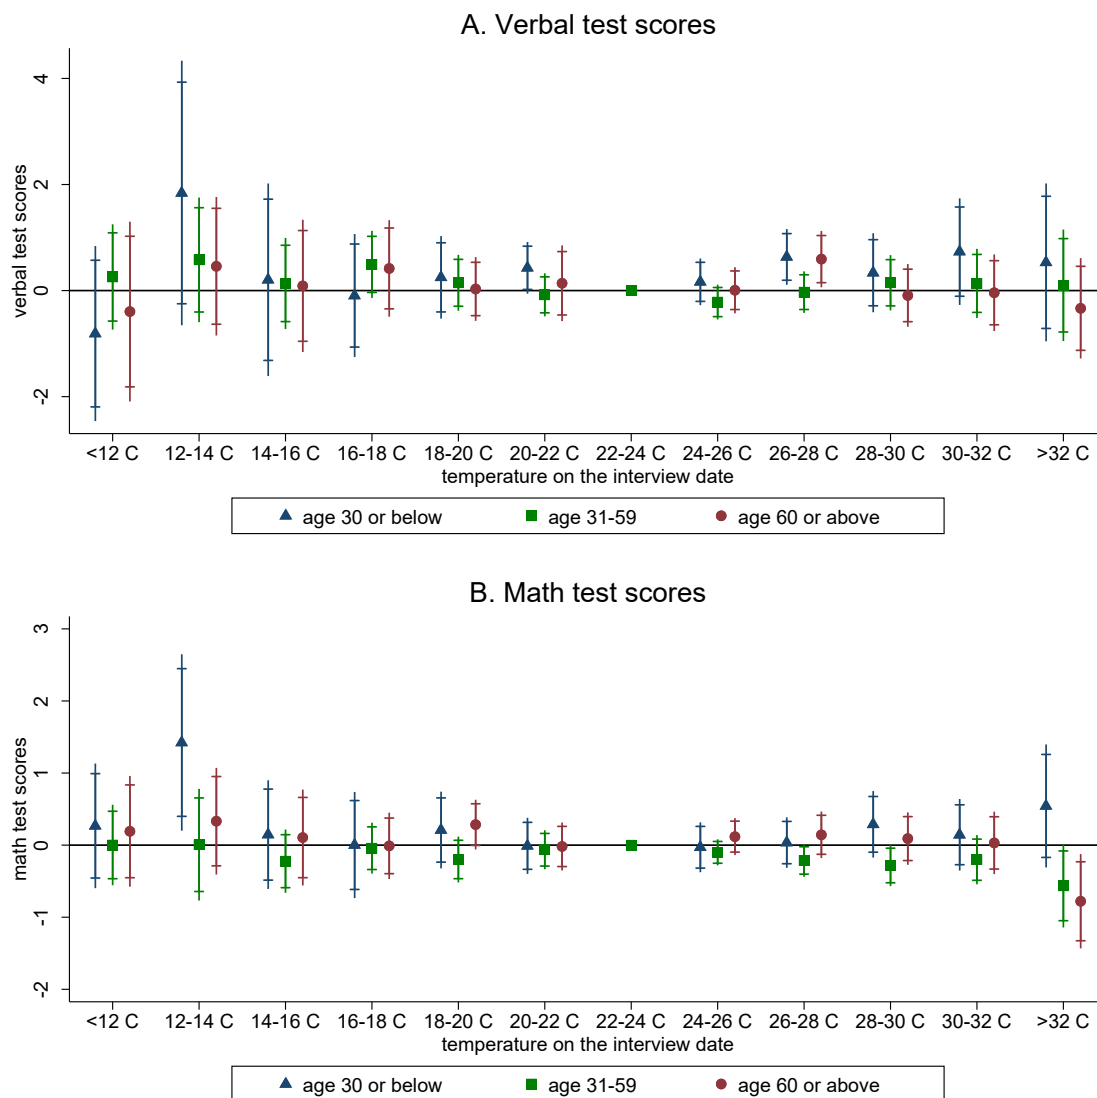 A. Verbal test scores
verbal test scores
4
2
0
-2
<12 C 12-14 C 14-16 C 16-18 C 18-20 C 20-22 C 22-24 C 24-26 C 26-28 C 28-30 C 30-32 C >32 C
temperature on the interview date
age 30 or below age 31-59 age 60 or above
B. Math test scores
math test scores
3
2
1
0
-1
-2
<12 C 12-14 C 14-16 C 16-18 C 18-20 C 20-22 C 22-24 C 24-26 C 26-28 C 28-30 C 30-32 C >32 C
temperature on the interview date
age 30 or below age 31-59 age 60 or above